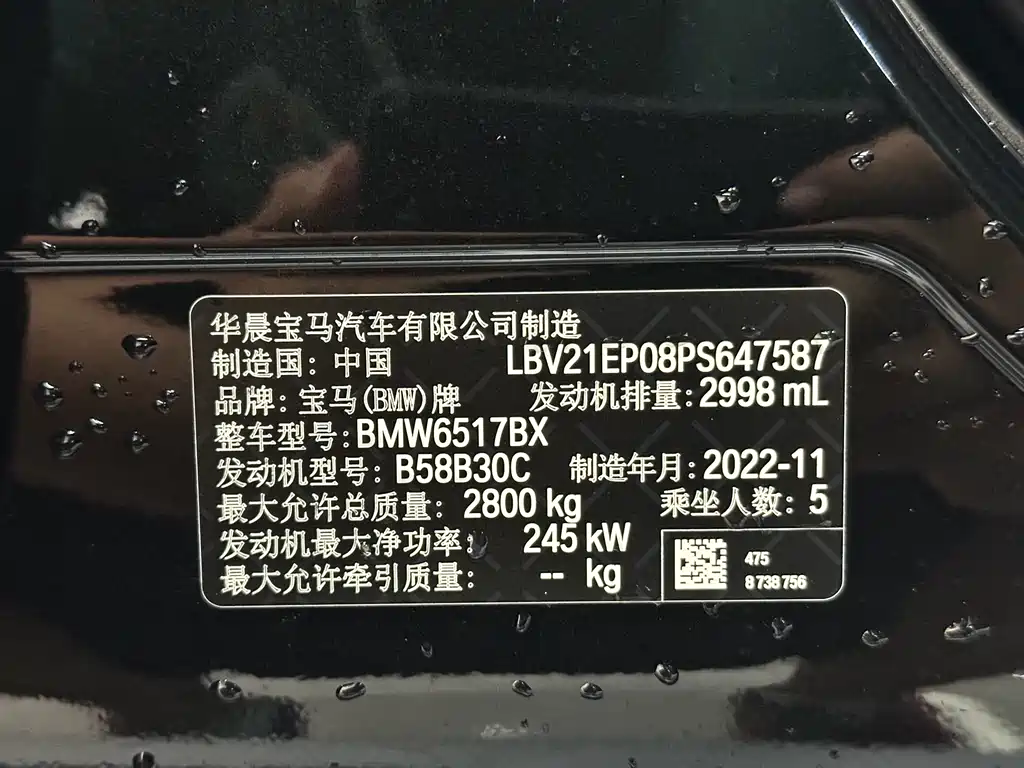 华晨宝马汽车有限公司制造
制造国：中国 LBV21EP08PS647587
品牌：宝马(BMW)牌 发动机排量：2998 mL
整车型号：BMW6517BX
发动机型号：B58B30C 制造年月：2022-11
最大允许总质量：2800 kg 乘坐人数：5
发动机最大净功率： 245 kW
最大允许牵引质量： -- kg
475
8 738 756